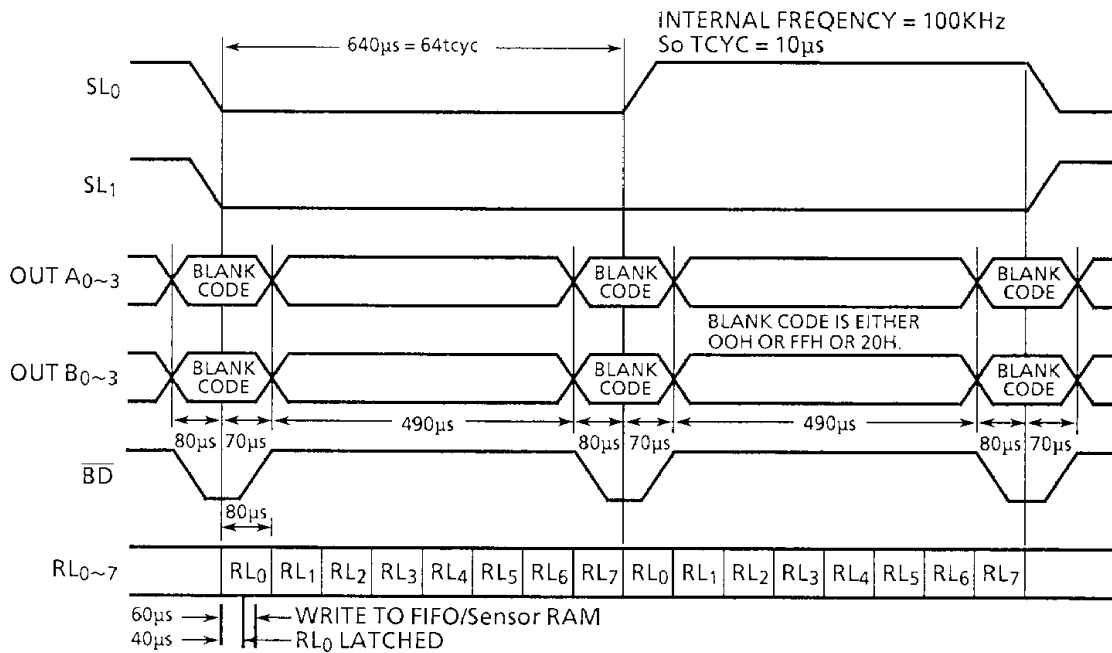 INTERNAL FREQENCY = 100KHz
So TCYC = 10µs
640µs = 64tcyc
SL0
SL1
OUT A0~3
BLANK CODE
BLANK CODE
BLANK CODE
BLANK CODE IS EITHER
OOH OR FFH OR 20H.
OUT B0~3
BLANK CODE
BLANK CODE
BLANK CODE
80µs 70µs 490µs 80µs 70µs 490µs 80µs 70µs
BD
80µs
RL0~7 RL0 RL1 RL2 RL3 RL4 RL5 RL6 RL7 RL0 RL1 RL2 RL3 RL4 RL5 RL6 RL7
60µs WRITE TO FIFO/Sensor RAM
40µs RL0 LATCHED